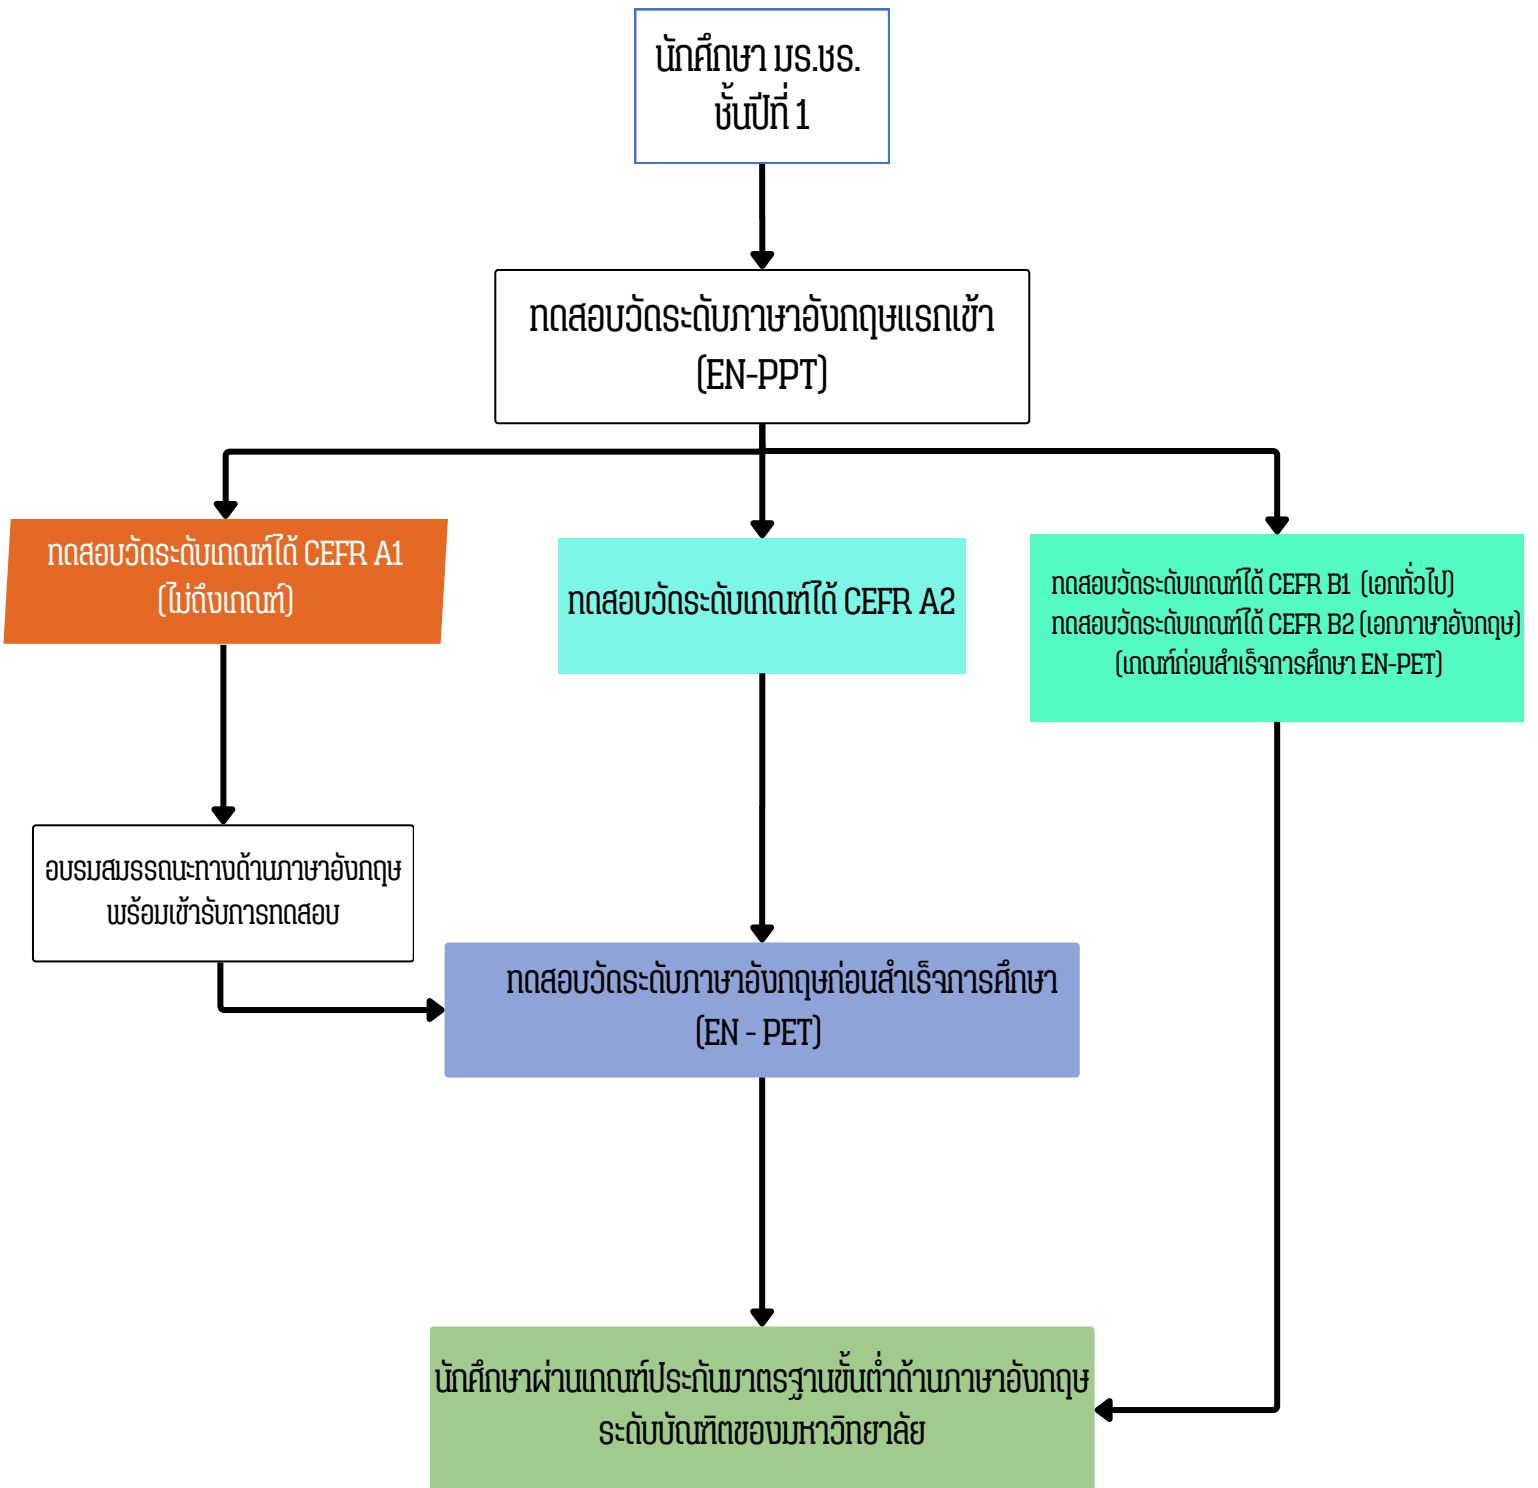 นักศึกษา มร.ชร.
ชั้นปีที่ 1
ทดสอบวัดระดับภาษาอังกฤษแรกเข้า
(EN-PPT)
ทดสอบวัดระดับเกณฑ์ได้ CEFR A1
(ไม่ถึงเกณฑ์)
ทดสอบวัดระดับเกณฑ์ได้ CEFR A2
ทดสอบวัดระดับเกณฑ์ได้ CEFR B1 (เอกทั่วไป)
ทดสอบวัดระดับเกณฑ์ได้ CEFR B2 (เอกภาษาอังกฤษ)
(เกณฑ์ก่อนสำเร็จการศึกษา EN-PET)
อบรมสมรรถนะทางด้านภาษาอังกฤษ
พร้อมเข้ารับการทดสอบ
ทดสอบวัดระดับภาษาอังกฤษก่อนสำเร็จการศึกษา
(EN - PET)
นักศึกษาผ่านเกณฑ์ประกันมาตรฐานขั้นต่ำด้านภาษาอังกฤษ
ระดับบัณฑิตของมหาวิทยาลัย